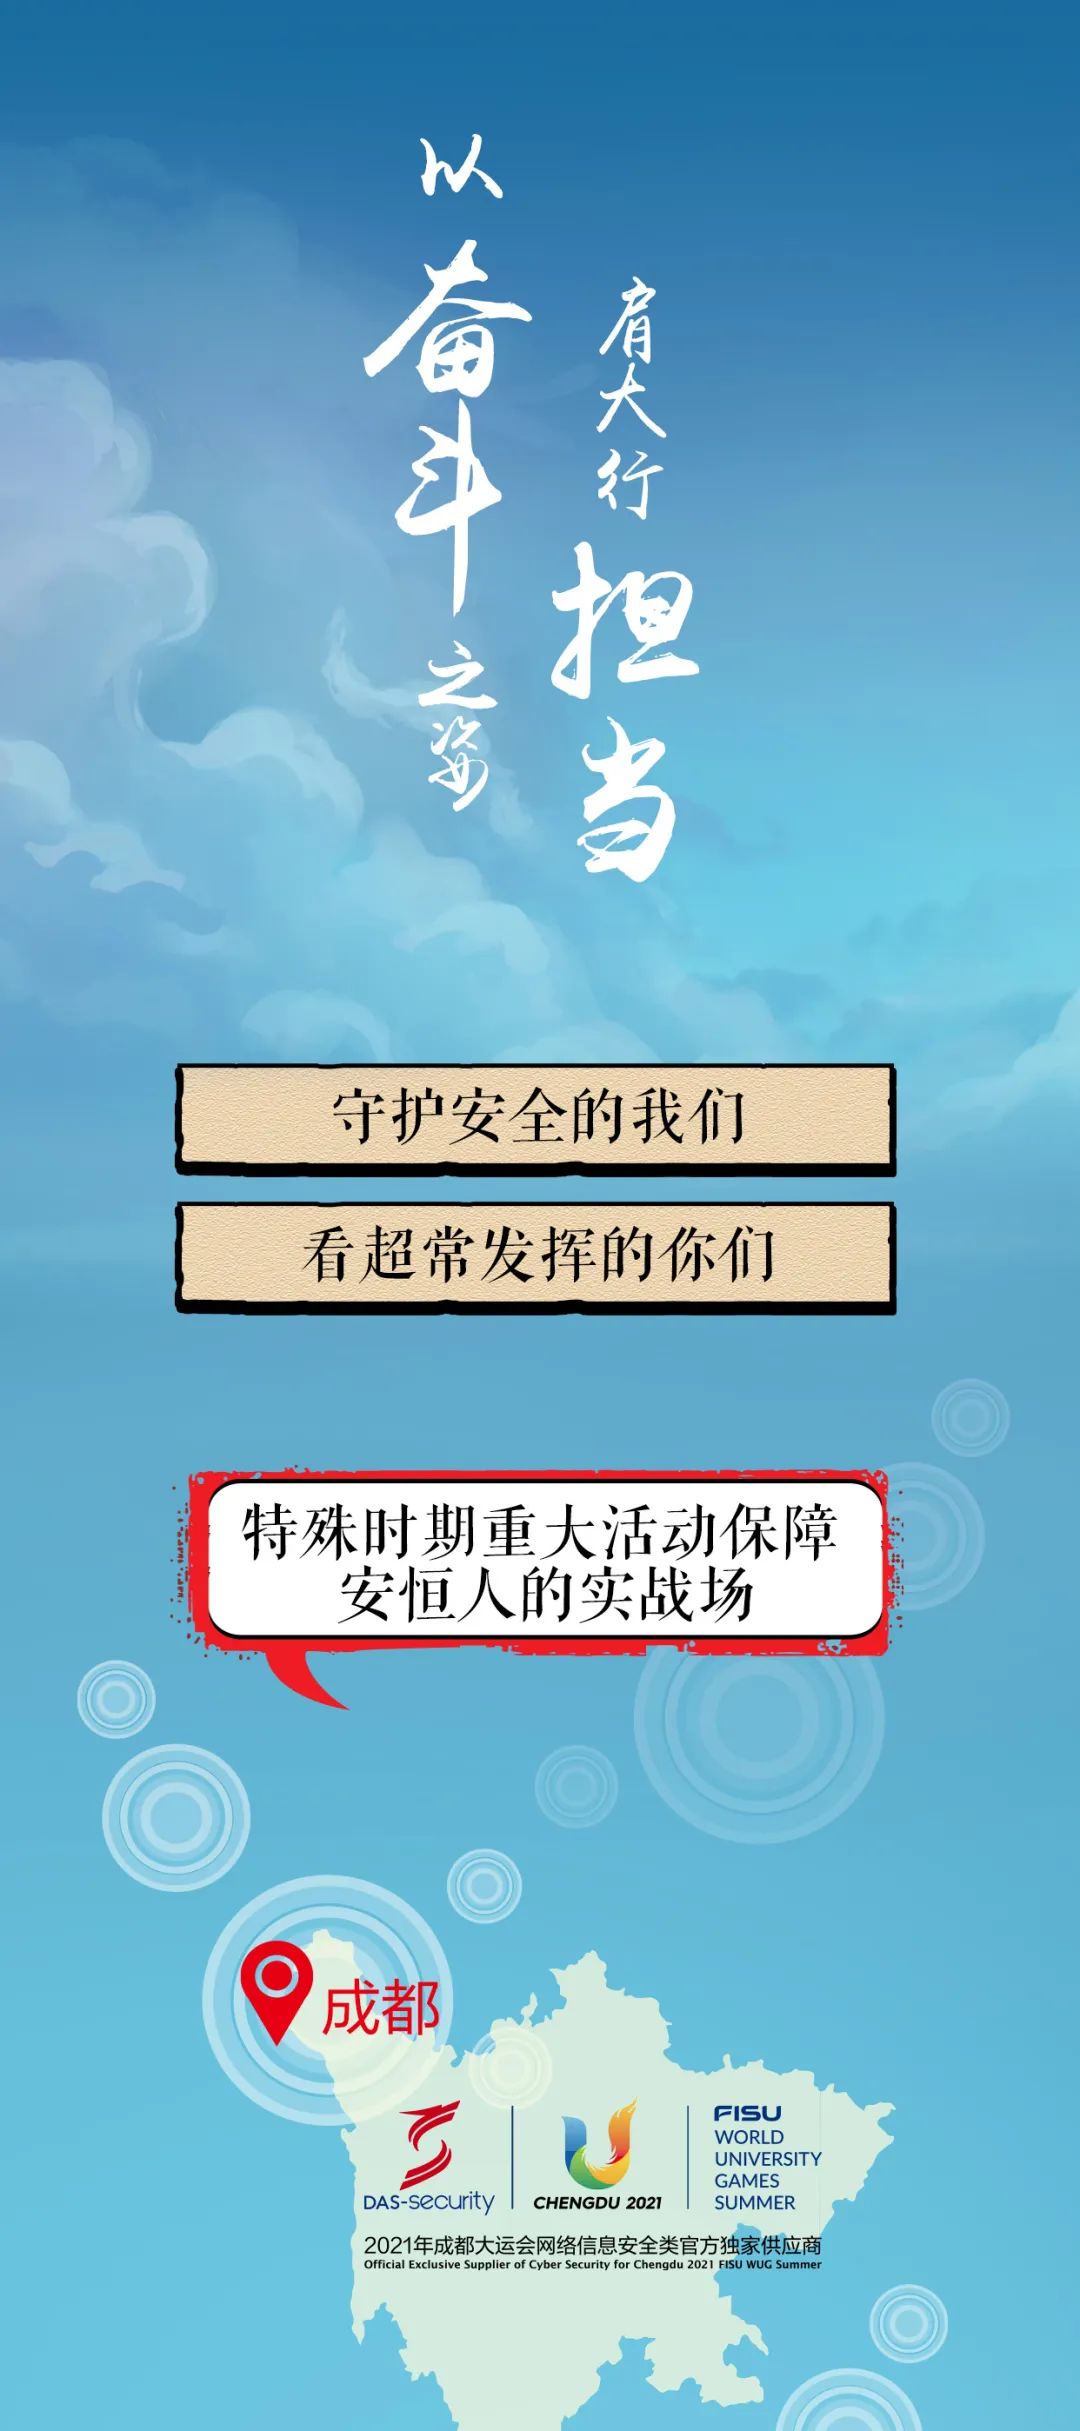 以奋斗之姿
肩大行担当
守护安全的我们
看超常发挥的你们
特殊时期重大活动保障
安恒人的实战场
成都
DAS-security
CHENGDU 2021
FISU
WORLD
UNIVERSITY
GAMES
SUMMER
2021年成都大运会网络信息安全类官方独家供应商
Official Exclusive Supplier of Cyber Security for Chengdu 2021 FISU WUG Summer